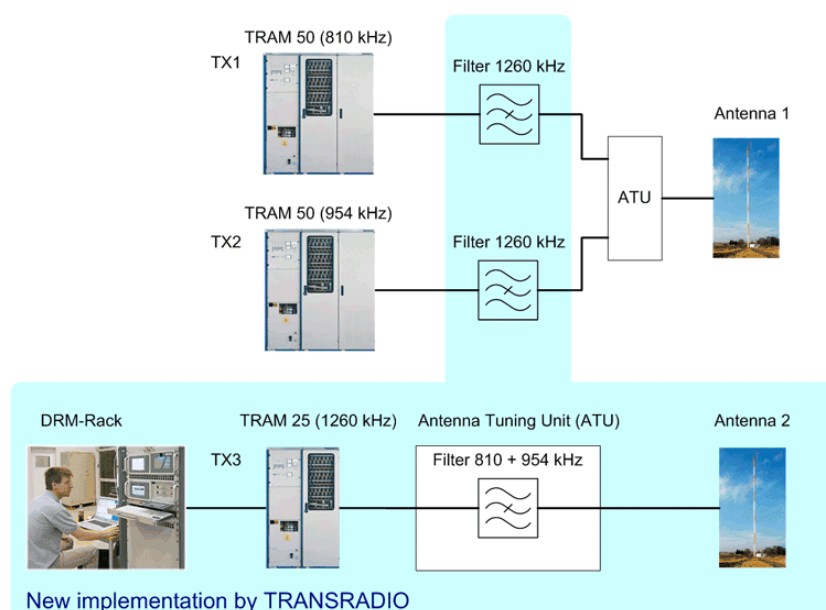 TRAM 50 (810 kHz)
TX1
Filter 1260 kHz
Antenna 1
ATU
TRAM 50 (954 kHz)
TX2
Filter 1260 kHz
DRM-Rack
TRAM 25 (1260 kHz)
Antenna Tuning Unit (ATU)
Antenna 2
TX3
Filter 810 + 954 kHz
New implementation by TRANSRADIO